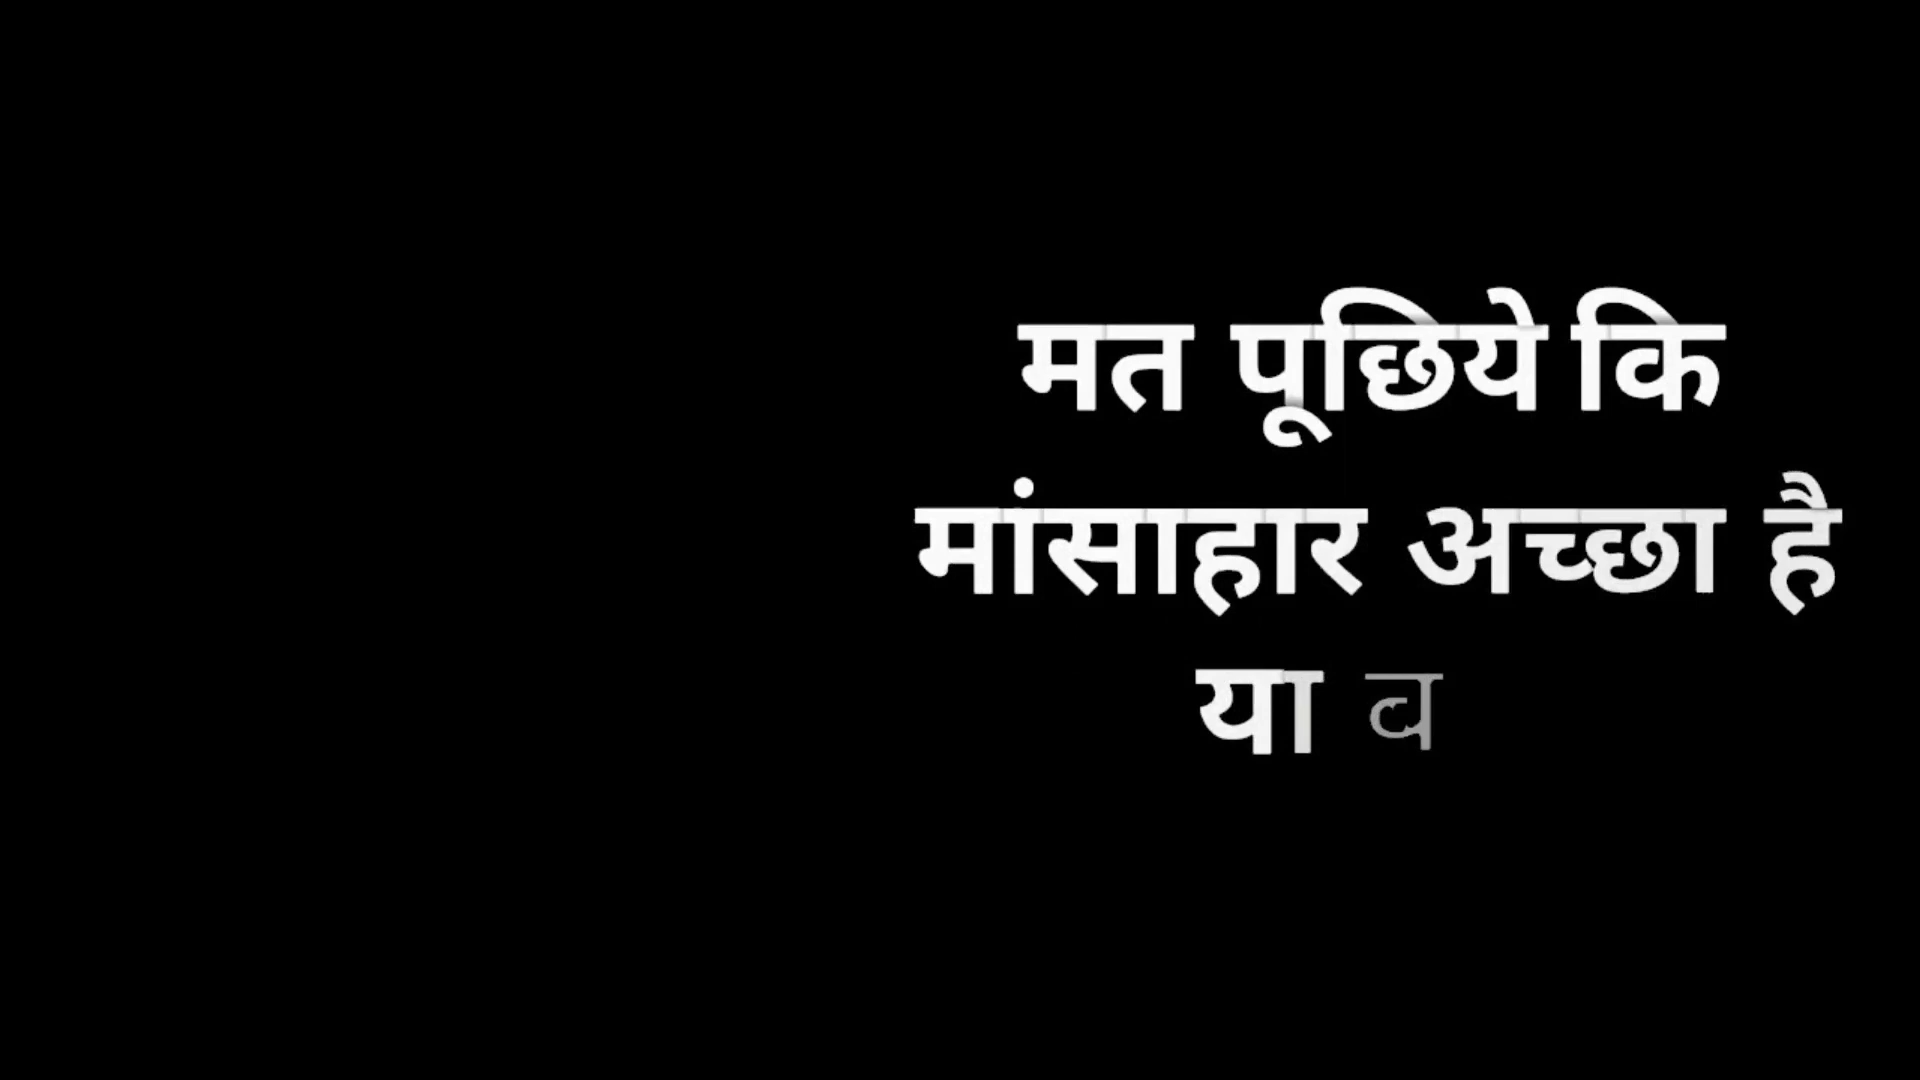 मत पूछिये कि
मांसाहार अच्छा है
या ब